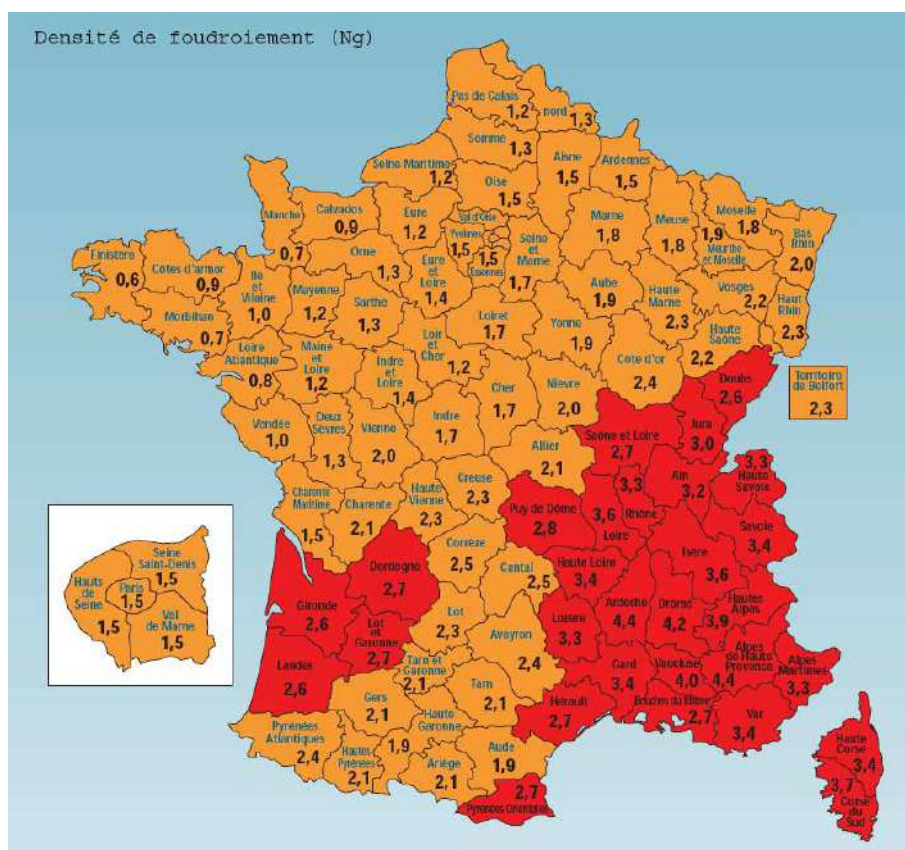 Densité de foudroiement (Ng)
Pas de Calais
1,2
nord
1,3
Somme
1,3
Seine Maritime
1,2
Aisne
1,5
Ardennes
1,5
Oise
1,5
Manche
0,7
Calvados
0,9
Eure
1,2
Val d'Oise
Yvelines
1,5
1,5
Essonnes
Seine
et
Marne
1,7
Marne
1,8
Meuse
1,8
Moselle
1,8
1,9
Meurthe
et Moselle
Bas
Rhin
2,0
Finistère
0,6
Cotes d'armor
0,9
Ile
et
Vilaine
1,0
Orne
1,3
Eure et
Loire
1,4
Aube
1,9
Haute
Marne
2,3
Vosges
2,2
Haut
Rhin
2,3
Morbihan
0,7
Mayenne
1,2
Sarthe
1,3
Loiret
1,7
Yonne
1,9
Haute
Saône
2,2
Loire
Atlantique
0,8
Maine
et
Loire
1,2
Indre
et Loire
1,4
Loir
et
Cher
1,2
Cher
1,7
Nièvre
2,0
Cote d'or
2,4
Doubs
2,6
Territoire
de Belfort
2,3
Vendée
1,0
Deux
Sèvres
1,3
Vienne
2,0
Indre
1,7
Allier
2,1
Saône et Loire
2,7
Jura
3,0
Charente
Maritime
1,5
Charente
2,1
Haute
Vienne
2,3
Creuse
2,3
Puy de Dôme
2,8
3,6
Loire
3,3
Rhône
Ain
3,2
3,3
Haute
Savoie
Savoie
3,4
Corrèze
2,5
Cantal
2,5
Haute Loire
3,4
Isère
3,6
Dordogne
2,7
Gironde
2,6
Lot
et
Garonne
2,7
Lot
2,3
Aveyron
2,4
Lozère
3,3
Ardèche
4,4
Drome
4,2
Hautes
Alpes
3,9
Landes
2,6
Tarn et
Garonne
2,1
Tarn
2,1
Gard
3,4
Vaucluse
4,0
Alpes
de Haute
Provence
4,4
Alpes
Maritimes
3,3
Gers
2,1
Haute
Garonne
1,9
Hérault
2,7
Bouches du Rhône
2,7
Var
3,4
Pyrénées
Atlantiques
2,4
Hautes
Pyrénées
2,1
Ariège
2,1
Aude
1,9
2,7
Pyrénées Orientales
Haute
Corse
3,4
3,7
Corse
du
Sud
Seine
Saint-Denis
1,5
Hauts
de
Seine
1,5
Paris
1,5
Val
de Marne
1,5